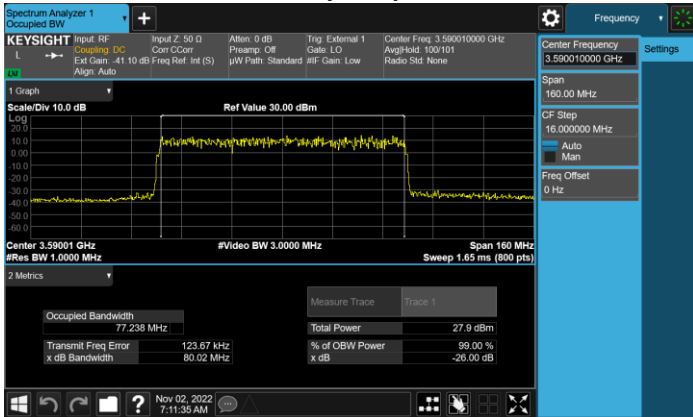 Spectrum Analyzer 1
Occupied BW
Frequency
KEYSIGHT
L
LXI
Input: RF
Coupling: DC
Ext Gain: -41.10 dB
Align: Auto
Input Z: 50 Ω
Corr CCorr
Freq Ref: Int (S)
Atten: 0 dB
Preamp: Off
µW Path: Standard
Trig: External 1
Gate: LO
#IF Gain: Low
Center Freq: 3.590010000 GHz
Avg|Hold: 100/101
Radio Std: None
Center Frequency
3.590010000 GHz
Settings
Span
160.00 MHz
CF Step
16.000000 MHz
Auto
Man
Freq Offset
0 Hz
1 Graph
Scale/Div 10.0 dB
Ref Value 30.00 dBm
Log
20.0
10.0
0.00
-10.0
-20.0
-30.0
-40.0
-50.0
-60.0
Center 3.59001 GHz
#Video BW 3.0000 MHz
Span 160 MHz
#Res BW 1.0000 MHz
Sweep 1.65 ms (800 pts)
2 Metrics
Measure Trace
Trace 1
Occupied Bandwidth
77.238 MHz
Total Power
27.9 dBm
Transmit Freq Error
123.67 kHz
% of OBW Power
99.00 %
x dB Bandwidth
80.02 MHz
x dB
-26.00 dB
?
Nov 02, 2022
7:11:35 AM